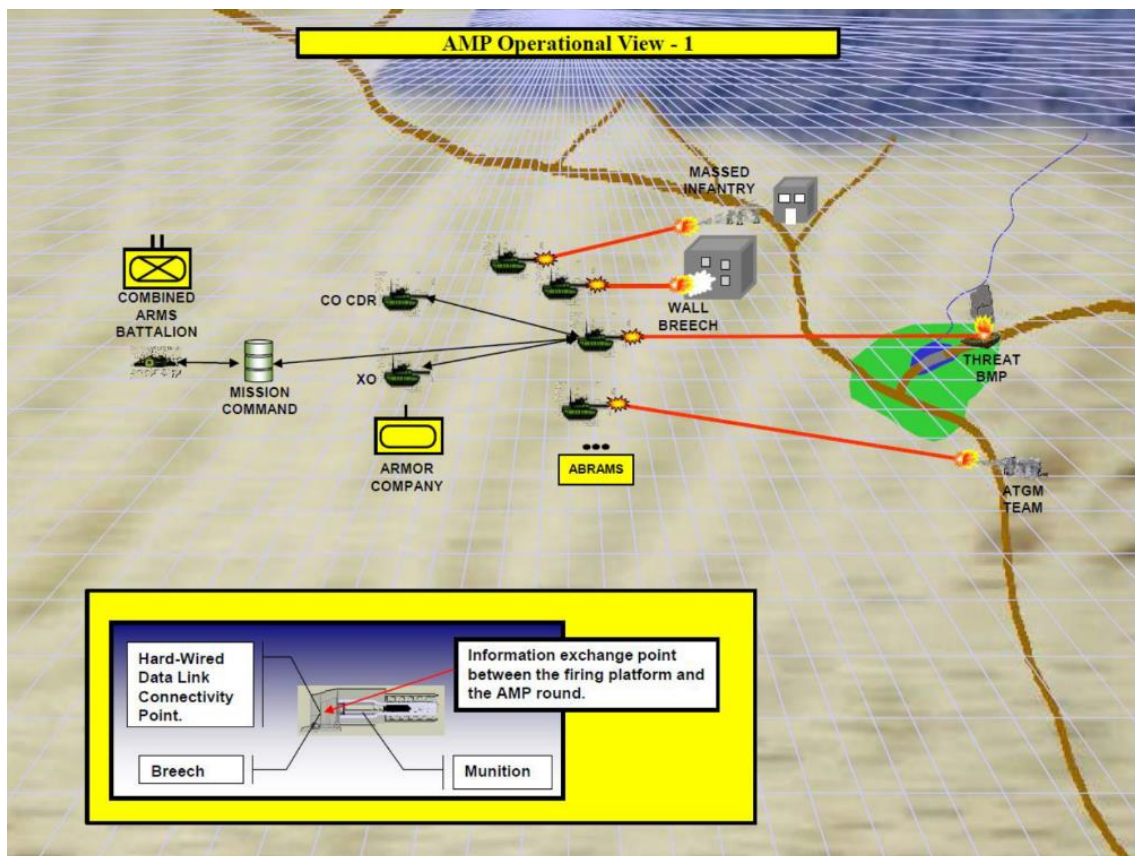 AMP Operational View - 1
MASSED
INFANTRY
COMBINED
ARMS
BATTALION
CO CDR
WALL
BREECH
THREAT
BMP
MISSION
COMMAND
XO
ARMOR
COMPANY
ABRAMS
ATGM
TEAM
Hard-Wired
Data Link
Connectivity
Point.
Information exchange point
between the firing platform and
the AMP round.
Breech
Munition